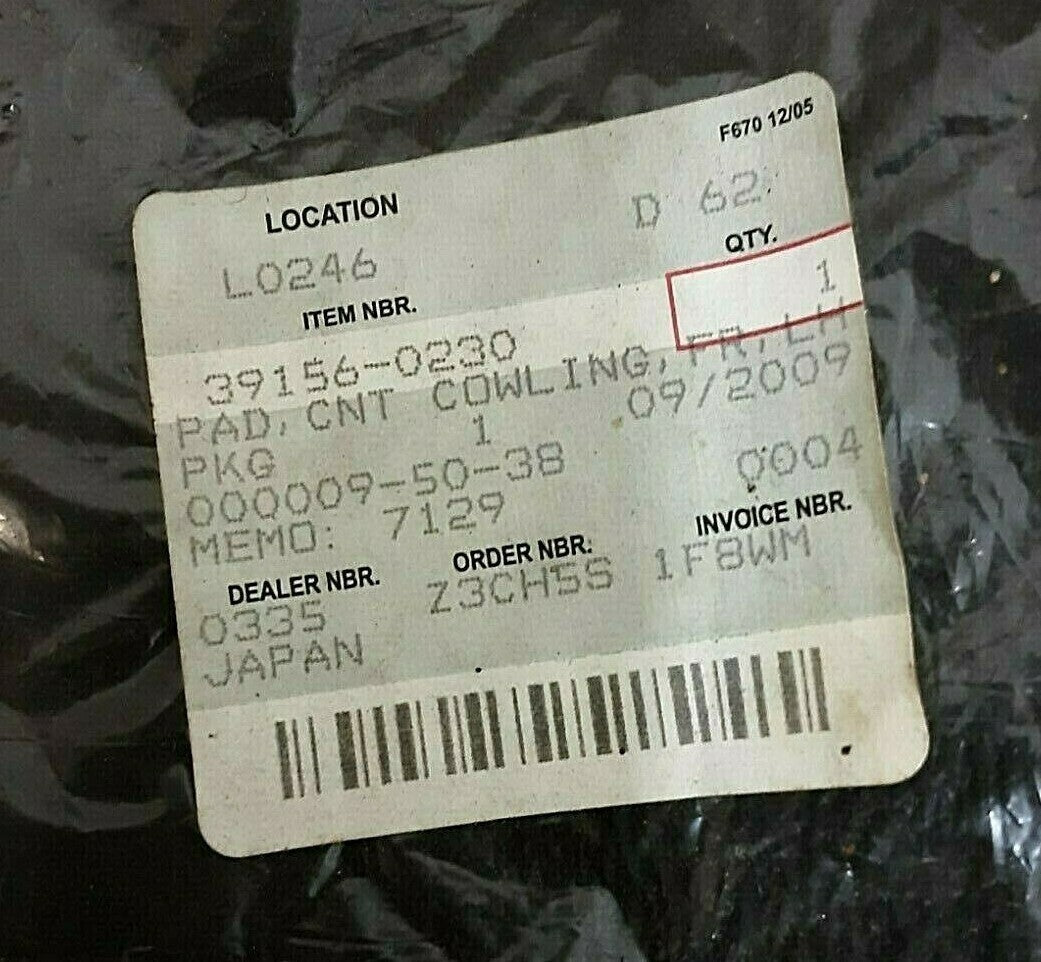 F670 12/05
LOCATION
L0246 D 62
ITEM NBR. QTY.
39156-0230 1
PAD, CNT COWLING, FR, LH
PKG 1 09/2009
000009-50-38
MEMO: 7129 0004
DEALER NBR. ORDER NBR. INVOICE NBR.
0335 Z3CH5S 1F8WM
JAPAN